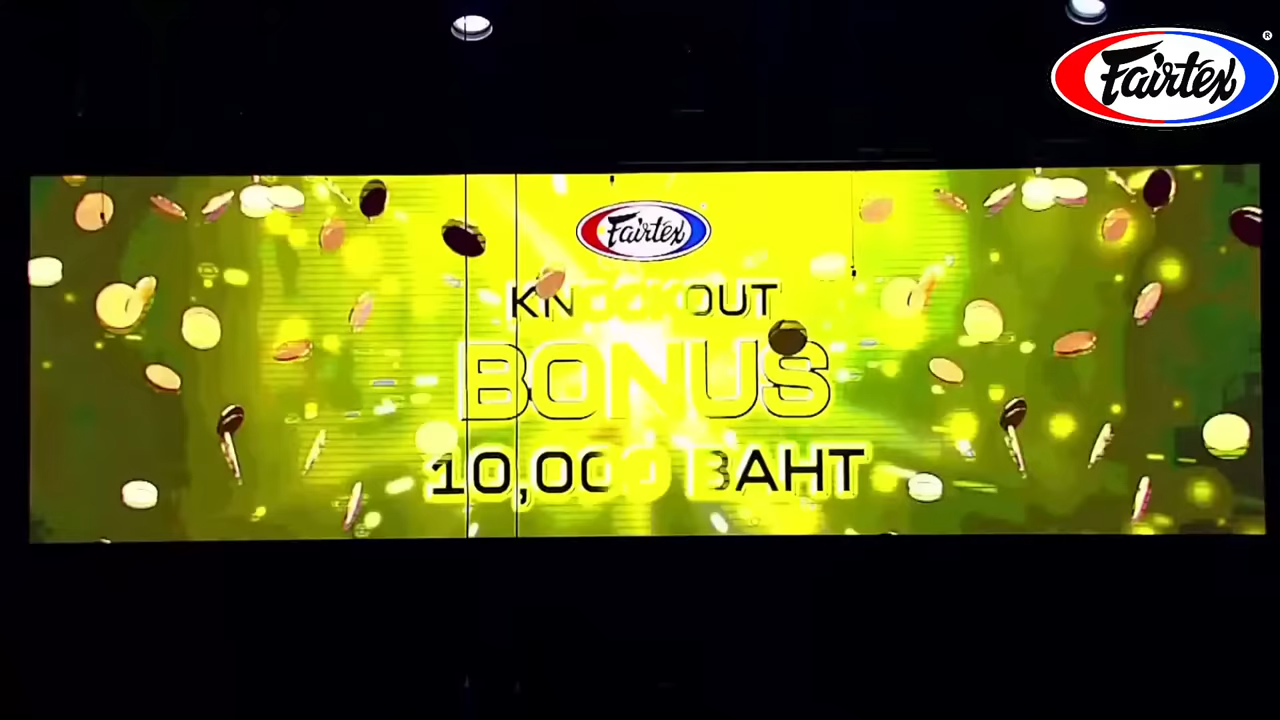 Fairtex ®
Fairtex
KNOCKOUT
BONUS
10,000 BAHT